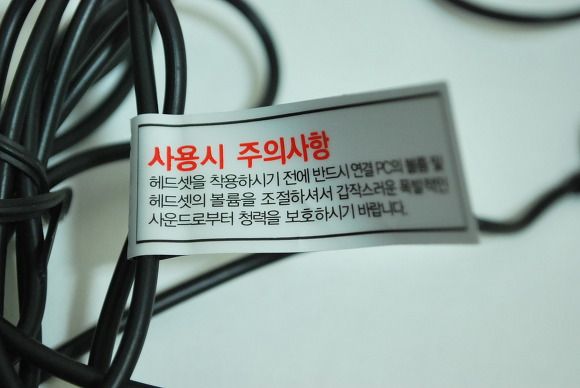 사용시 주의사항
헤드셋을 착용하시기 전에 반드시 연결 PC의 볼륨 및
헤드셋의 볼륨을 조절하셔서 갑작스러운 폭발적인
사운드로부터 청력을 보호하시기 바랍니다.